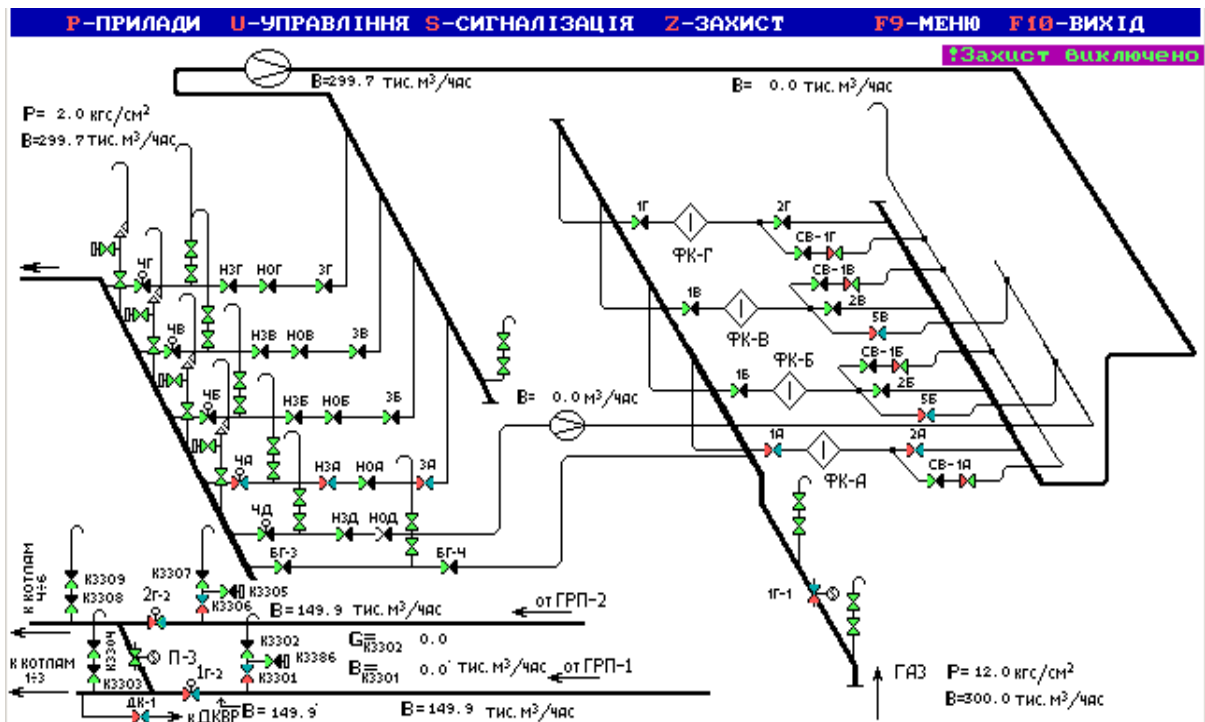 P-ПРИЛАДИ U-УПРАВЛІННЯ S-СИГНАЛІЗАЦІЯ Z-ЗАХИСТ F9-МЕНЮ F10-ВИХІД
!Захист виключено
B=299.7 тис.м³/час
B= 0.0 тис.м³/час
P= 2.0 кгс/см²
B=299.7 тис.м³/час
1Г
2Г
СВ-1Г
ФК-Г
ЧГ
НЗГ
НОГ
3Г
СВ-1В
1В
2В
5В
ФК-В
ЧВ
НЗВ
НОВ
3В
СВ-1Б
ФК-Б
1Б
2Б
5Б
B= 0.0 м³/час
ЧБ
НЗБ
НОБ
3Б
1А
2А
СВ-1А
ФК-А
ЧА
НЗА
НОА
3А
ЧД
НЗД
НОД
БГ-3
БГ-4
К КОТЛАМ
4÷6
К3309
К3308
2Г-2
К3307
К3305
К3306
B=149.9 тис.м³/час
от ГРП-2
1Г-1
S
К3304
К3303
S
П-3
1Г-2
К3302
К3386
К3301
G=К3302 0.0
B=К3301 0.0 тис.м³/час
от ГРП-1
К КОТЛАМ
1÷3
ДК-1
к ДКВР
B=149.9
B=149.9 тис.м³/час
ГАЗ
P=12.0 кгс/см²
B=300.0 тис.м³/час